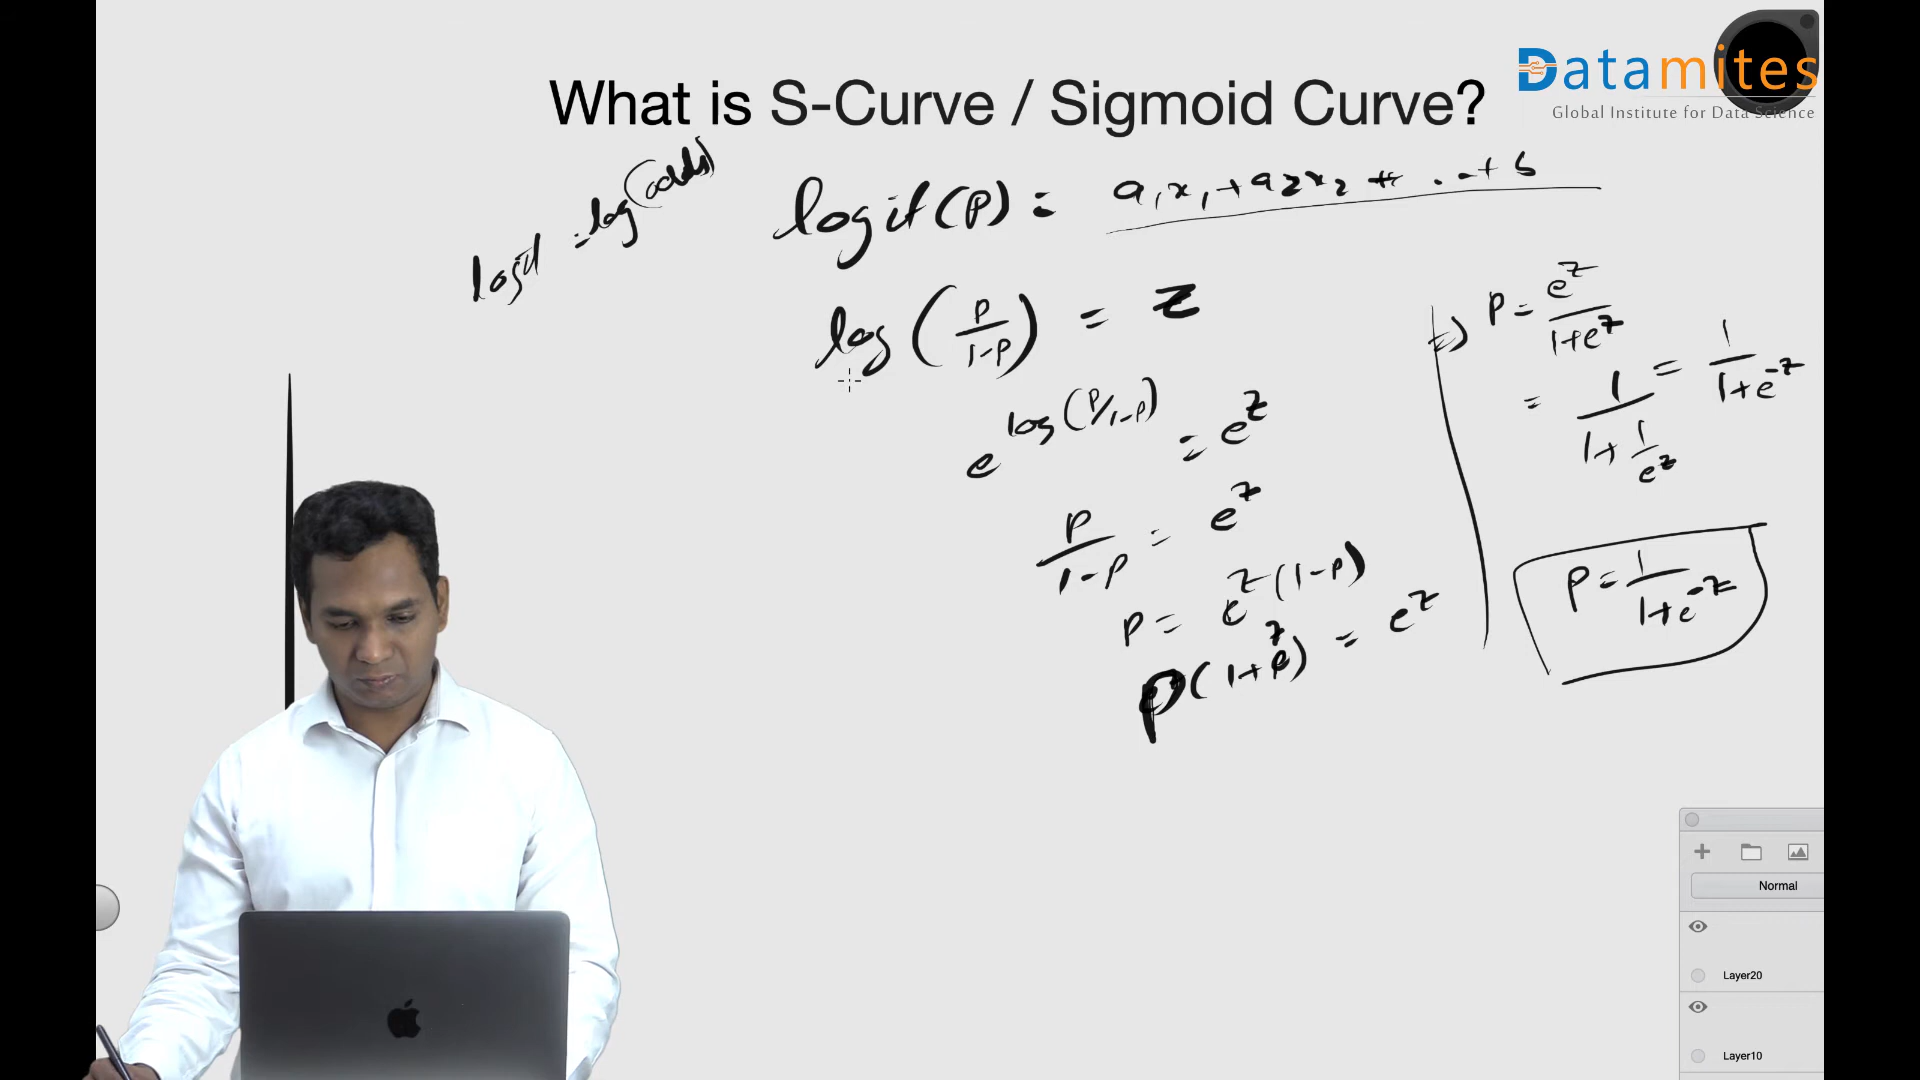 Datamites
Global Institute for Data Science
What is S-Curve / Sigmoid Curve?
logit = log(odds)
logit(P) = a₁x₁ + a₂x₂ + . . + b
log(p/1-p) = z
e^log(p/1-p) = e^z
p/1-p = e^z
p = e^z(1-p)
p(1+e^z) = e^z
=> p = e^z/1+e^z
= 1/1+1/e^z = 1/1+e^-z
p = 1/1+e^-z
Normal
Layer20
Layer10